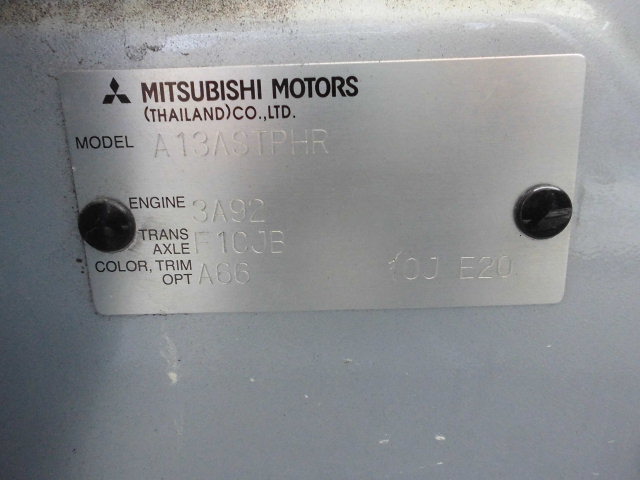 MITSUBISHI MOTORS
(THAILAND)CO.,LTD.
MODEL A13ASTPHR
ENGINE 3A92
TRANS AXLE F1CJB
COLOR, TRIM OPT A66 10J E20